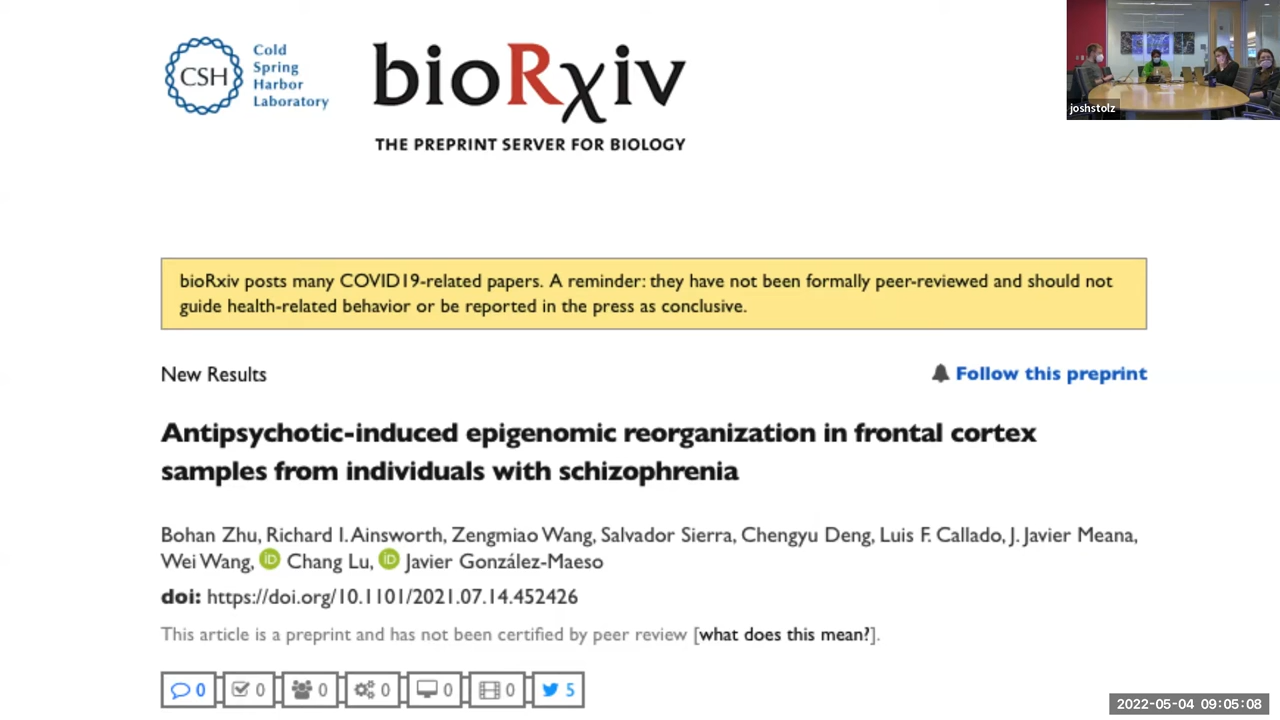 CSH
Cold
Spring
Harbor
Laboratory
bioRχiv
THE PREPRINT SERVER FOR BIOLOGY
joshstolz
bioRxiv posts many COVID19-related papers. A reminder: they have not been formally peer-reviewed and should not
guide health-related behavior or be reported in the press as conclusive.
New Results
Follow this preprint
Antipsychotic-induced epigenomic reorganization in frontal cortex
samples from individuals with schizophrenia
Bohan Zhu, Richard I. Ainsworth, Zengmiao Wang, Salvador Sierra, Chengyu Deng, Luis F. Callado, J. Javier Meana,
Wei Wang, iD Chang Lu, iD Javier González-Maeso
doi: https://doi.org/10.1101/2021.07.14.452426
This article is a preprint and has not been certified by peer review [what does this mean?].
0 0 0 0 0 0 5
2022-05-04 09:05:08